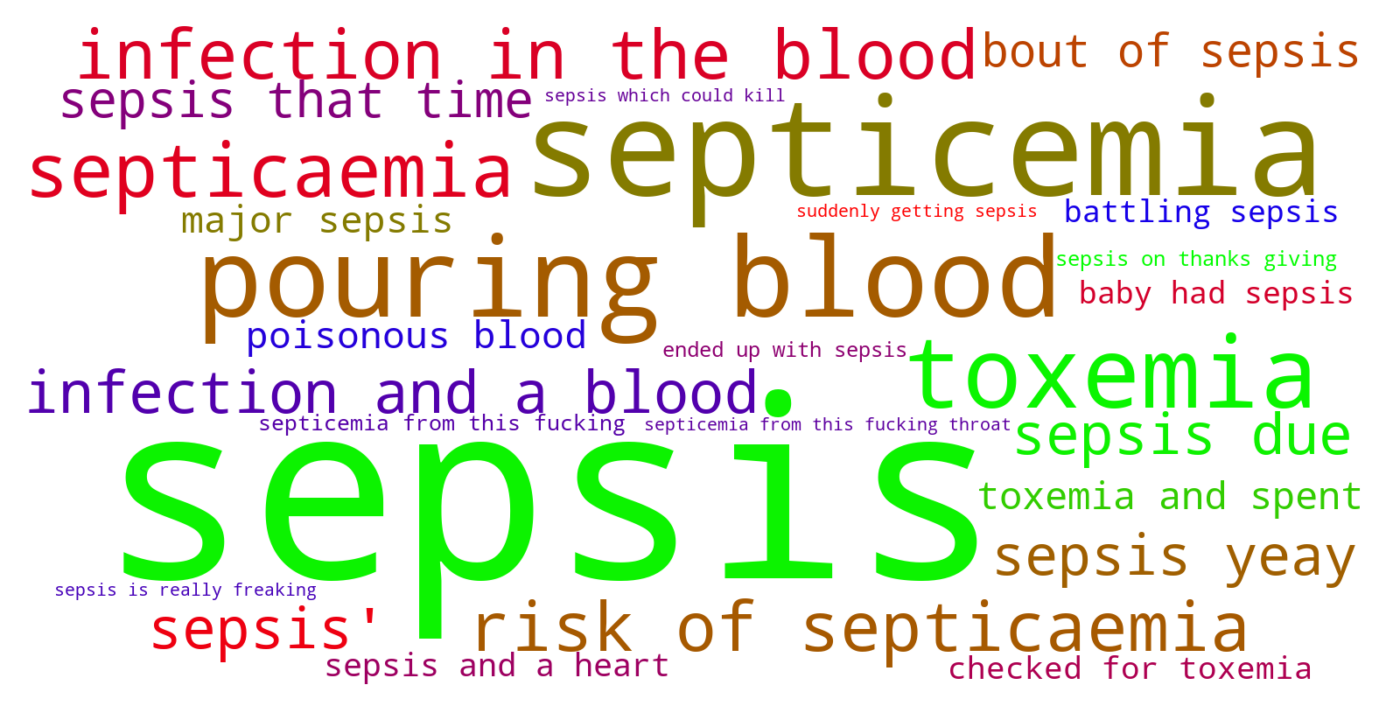 infection in the blood
bout of sepsis
sepsis that time
sepsis which could kill
septicemia
septicaemia
major sepsis
suddenly getting sepsis
battling sepsis
pouring blood
sepsis on thanks giving
baby had sepsis
poisonous blood
ended up with sepsis
toxemia
infection and a blood
septicemia from this fucking
septicemia from this fucking throat
sepsis due
sepsis
toxemia and spent
sepsis yeay
sepsis is really freaking
sepsis'
risk of septicaemia
sepsis and a heart
checked for toxemia